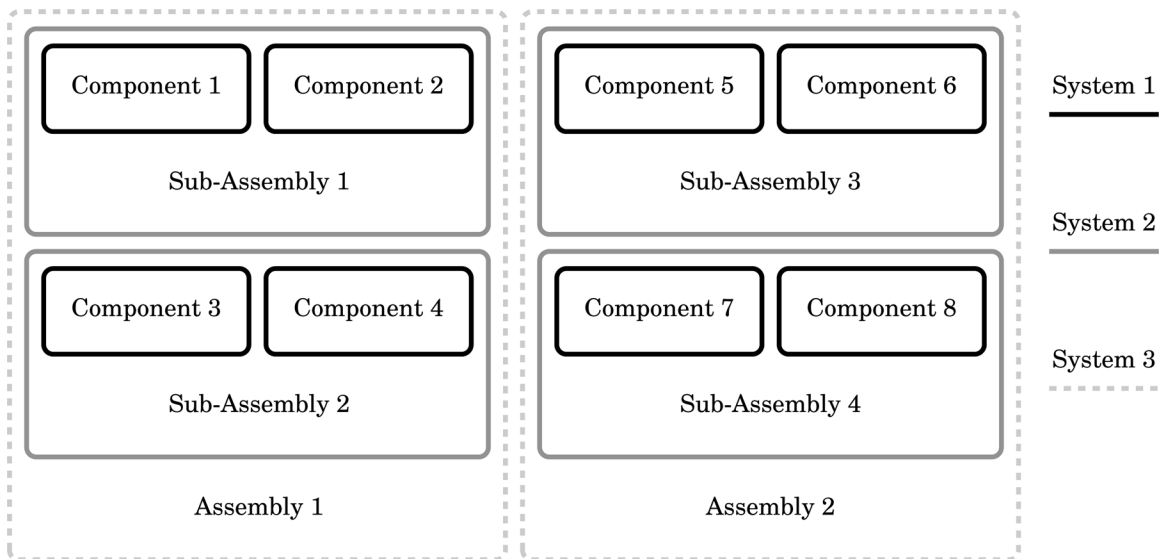 Component 1
Component 2
Sub-Assembly 1
Component 3
Component 4
Sub-Assembly 2
Assembly 1
Component 5
Component 6
Sub-Assembly 3
Component 7
Component 8
Sub-Assembly 4
Assembly 2
System 1
System 2
System 3